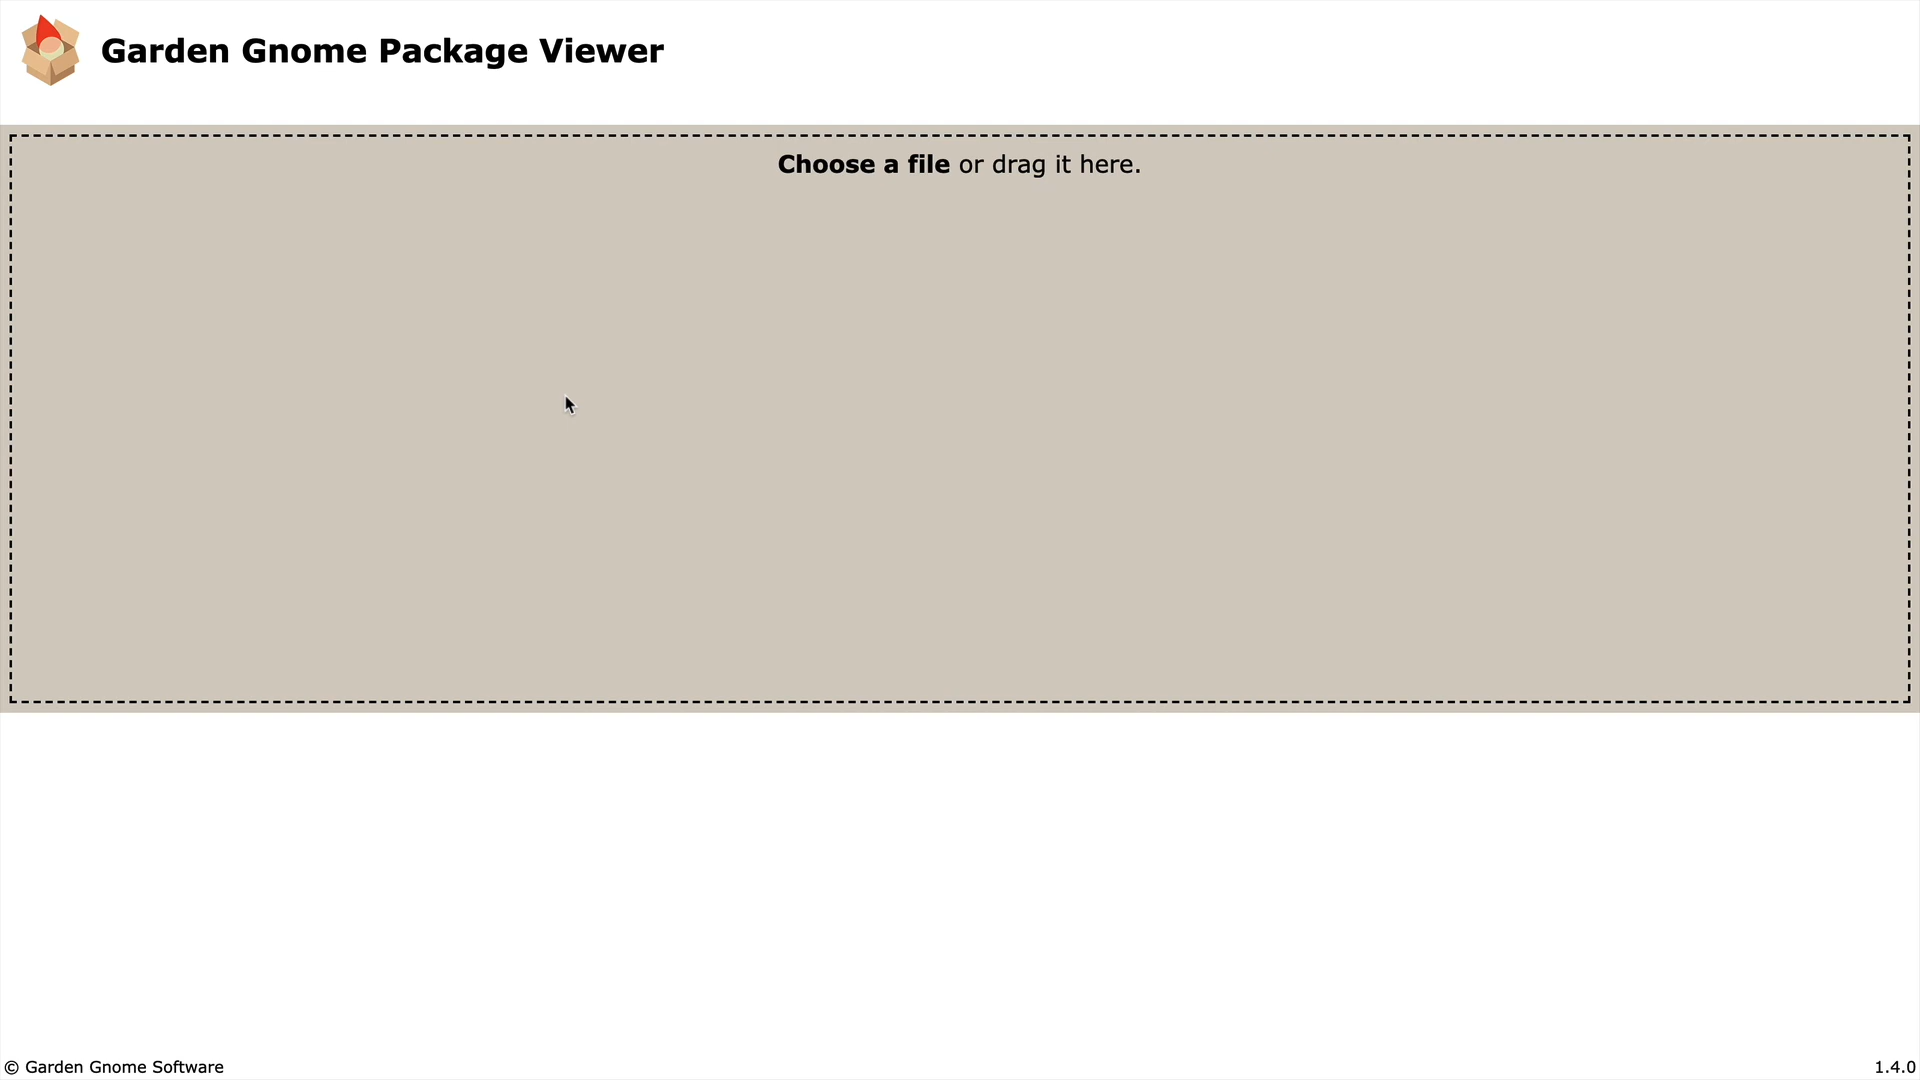 Garden Gnome Package Viewer
Choose a file or drag it here.
© Garden Gnome Software
1.4.0